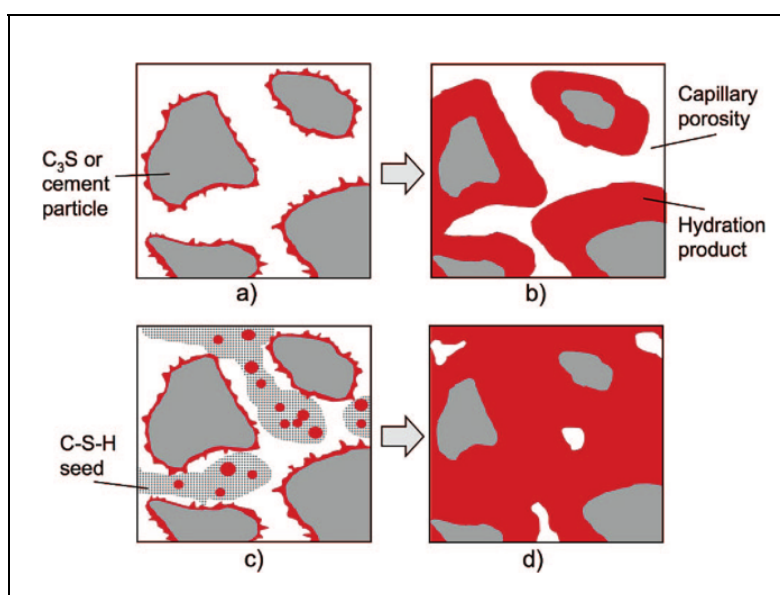 C₃S or
cement
particle
Capillary
porosity
Hydration
product
a)
b)
C-S-H
seed
c)
d)